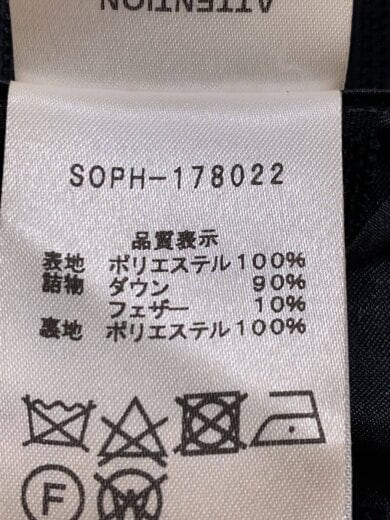 ATTENTION
SOPH-178022
品質表示
表地 ポリエステル100%
詰物 ダウン 90%
フェザー 10%
裏地 ポリエステル100%
F
W